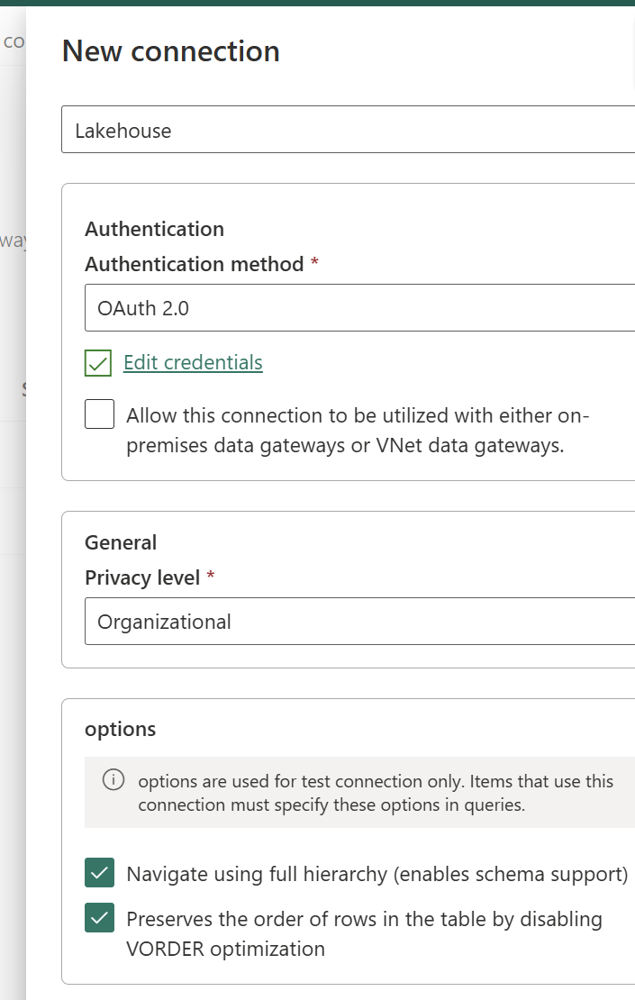 New connection
co
Lakehouse
Authentication
Authentication method *
way
OAuth 2.0
Edit credentials
Allow this connection to be utilized with either on-
premises data gateways or VNet data gateways.
General
Privacy level *
Organizational
options
options are used for test connection only. Items that use this
connection must specify these options in queries.
Navigate using full hierarchy (enables schema support)
Preserves the order of rows in the table by disabling
VORDER optimization